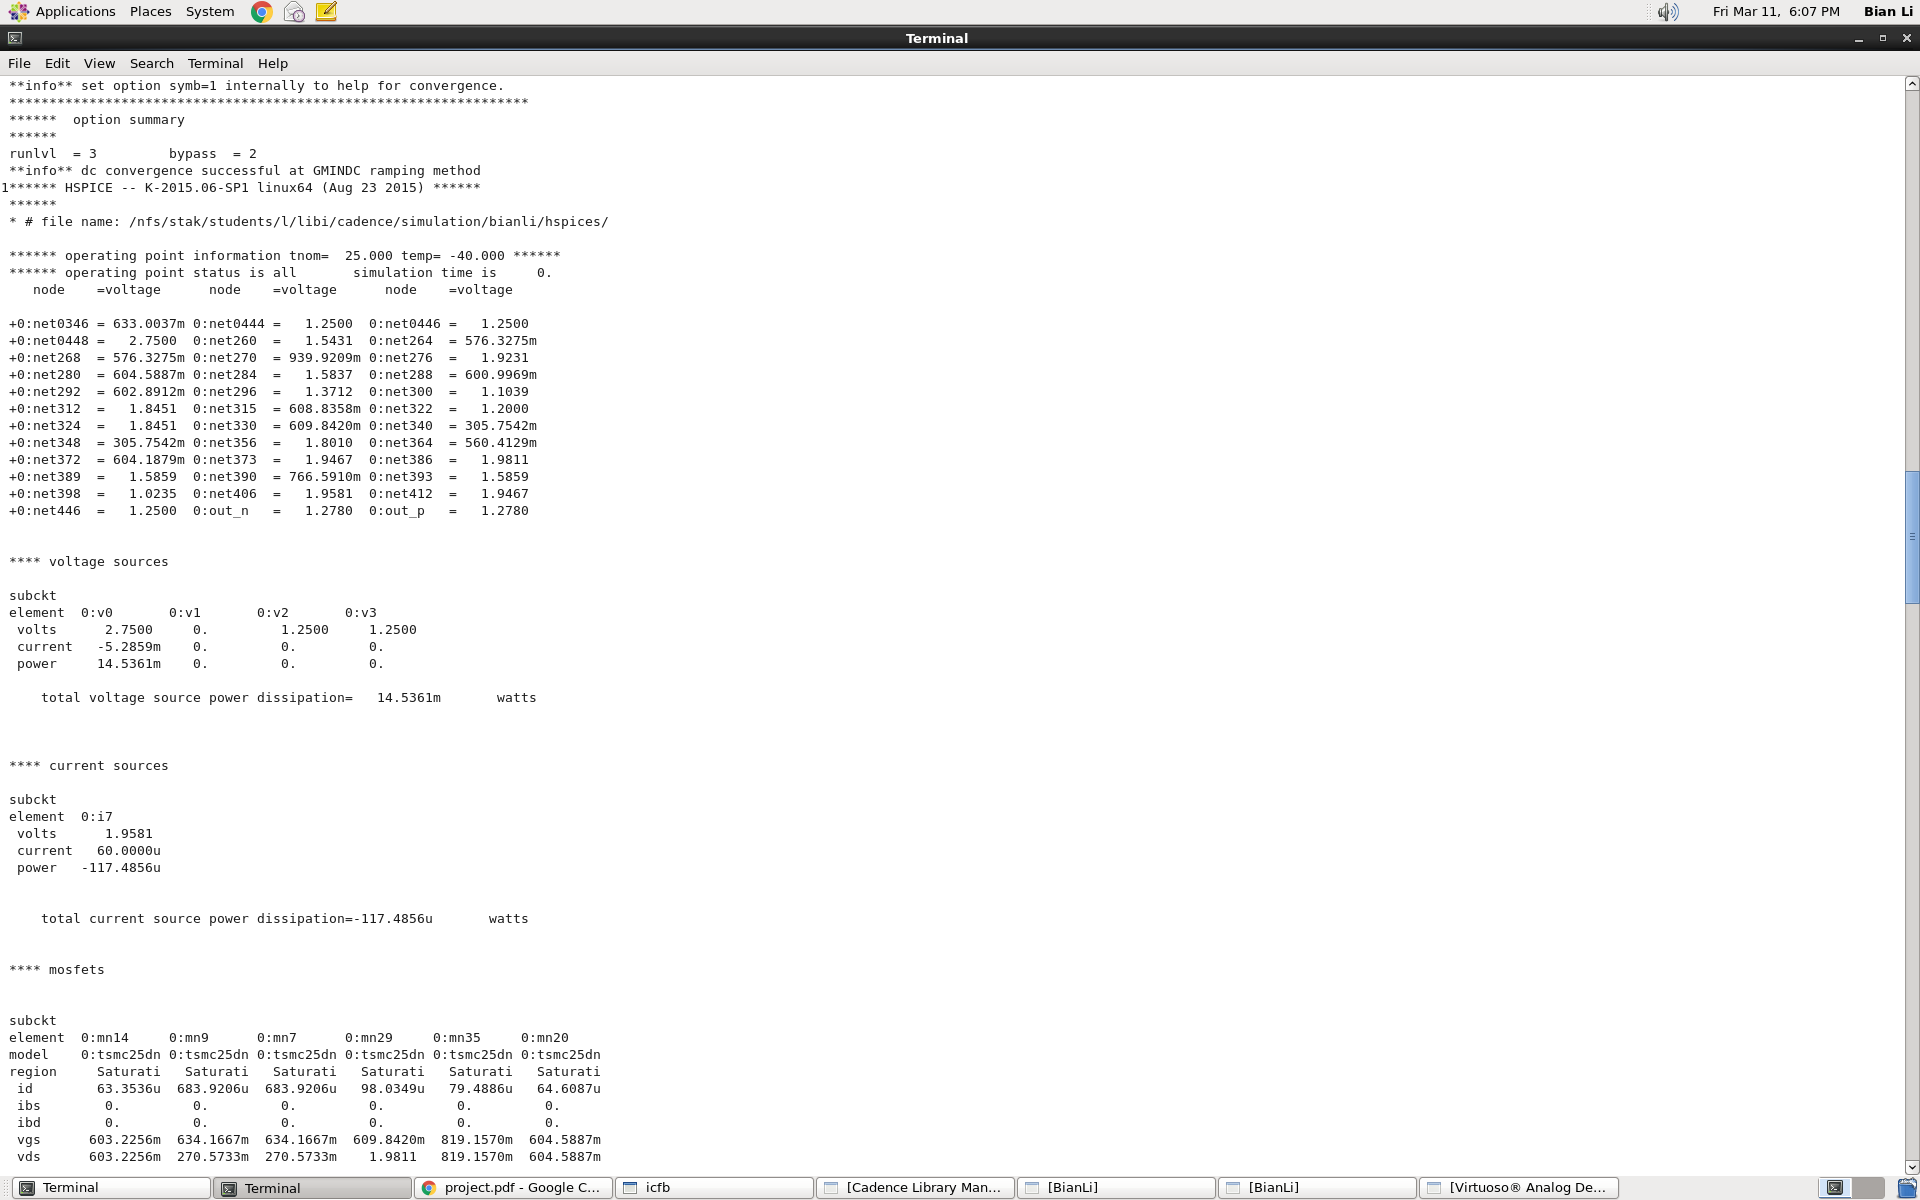 Applications Places System Fri Mar 11, 6:07 PM Bian Li
Terminal
File Edit View Search Terminal Help
**info** set option symb=1 internally to help for convergence.
*****************************************************************
****** option summary
******
runlvl = 3 bypass = 2
**info** dc convergence successful at GMINDC ramping method
1****** HSPICE -- K-2015.06-SP1 linux64 (Aug 23 2015) ******
******
* # file name: /nfs/stak/students/l/libi/cadence/simulation/bianli/hspices/
****** operating point information tnom= 25.000 temp= -40.000 ******
****** operating point status is all simulation time is 0.
node =voltage node =voltage node =voltage
+0:net0346 = 633.0037m 0:net0444 = 1.2500 0:net0446 = 1.2500
+0:net0448 = 2.7500 0:net260 = 1.5431 0:net264 = 576.3275m
+0:net268 = 576.3275m 0:net270 = 939.9209m 0:net276 = 1.9231
+0:net280 = 604.5887m 0:net284 = 1.5837 0:net288 = 600.9969m
+0:net292 = 602.8912m 0:net296 = 1.3712 0:net300 = 1.1039
+0:net312 = 1.8451 0:net315 = 608.8358m 0:net322 = 1.2000
+0:net324 = 1.8451 0:net330 = 609.8420m 0:net340 = 305.7542m
+0:net348 = 305.7542m 0:net356 = 1.8010 0:net364 = 560.4129m
+0:net372 = 604.1879m 0:net373 = 1.9467 0:net386 = 1.9811
+0:net389 = 1.5859 0:net390 = 766.5910m 0:net393 = 1.5859
+0:net398 = 1.0235 0:net406 = 1.9581 0:net412 = 1.9467
+0:net446 = 1.2500 0:out_n = 1.2780 0:out_p = 1.2780
**** voltage sources
subckt
element 0:v0 0:v1 0:v2 0:v3
volts 2.7500 0. 1.2500 1.2500
current -5.2859m 0. 0. 0.
power 14.5361m 0. 0. 0.
total voltage source power dissipation= 14.5361m watts
**** current sources
subckt
element 0:i7
volts 1.9581
current 60.0000u
power -117.4856u
total current source power dissipation=-117.4856u watts
**** mosfets
subckt
element 0:mn14 0:mn9 0:mn7 0:mn29 0:mn35 0:mn20
model 0:tsmc25dn 0:tsmc25dn 0:tsmc25dn 0:tsmc25dn 0:tsmc25dn 0:tsmc25dn
region Saturati Saturati Saturati Saturati Saturati Saturati
id 63.3536u 683.9206u 683.9206u 98.0349u 79.4886u 64.6087u
ibs 0. 0. 0. 0. 0. 0.
ibd 0. 0. 0. 0. 0. 0.
vgs 603.2256m 634.1667m 634.1667m 609.8420m 819.1570m 604.5887m
vds 603.2256m 270.5733m 270.5733m 1.9811 819.1570m 604.5887m
Terminal Terminal project.pdf - Google C... icfb [Cadence Library Man... [BianLi] [BianLi] [Virtuoso® Analog De...